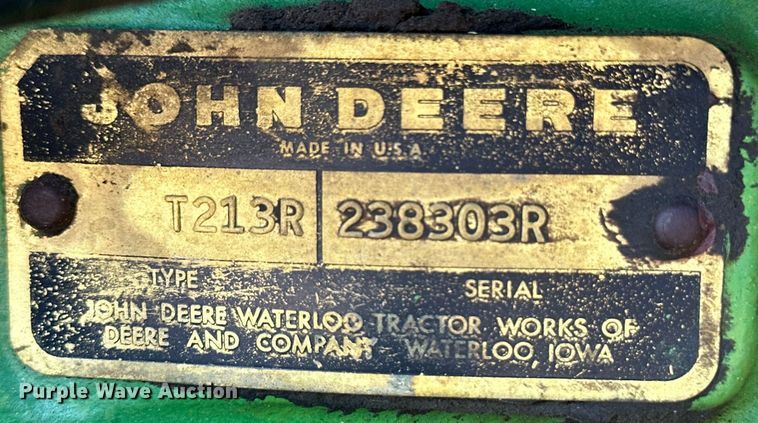 JOHN DEERE
MADE IN U.S.A
T213R 238303R
TYPE SERIAL
JOHN DEERE WATERLOO TRACTOR WORKS OF
DEERE AND COMPANY WATERLOO, IOWA
Purple Wave Auction